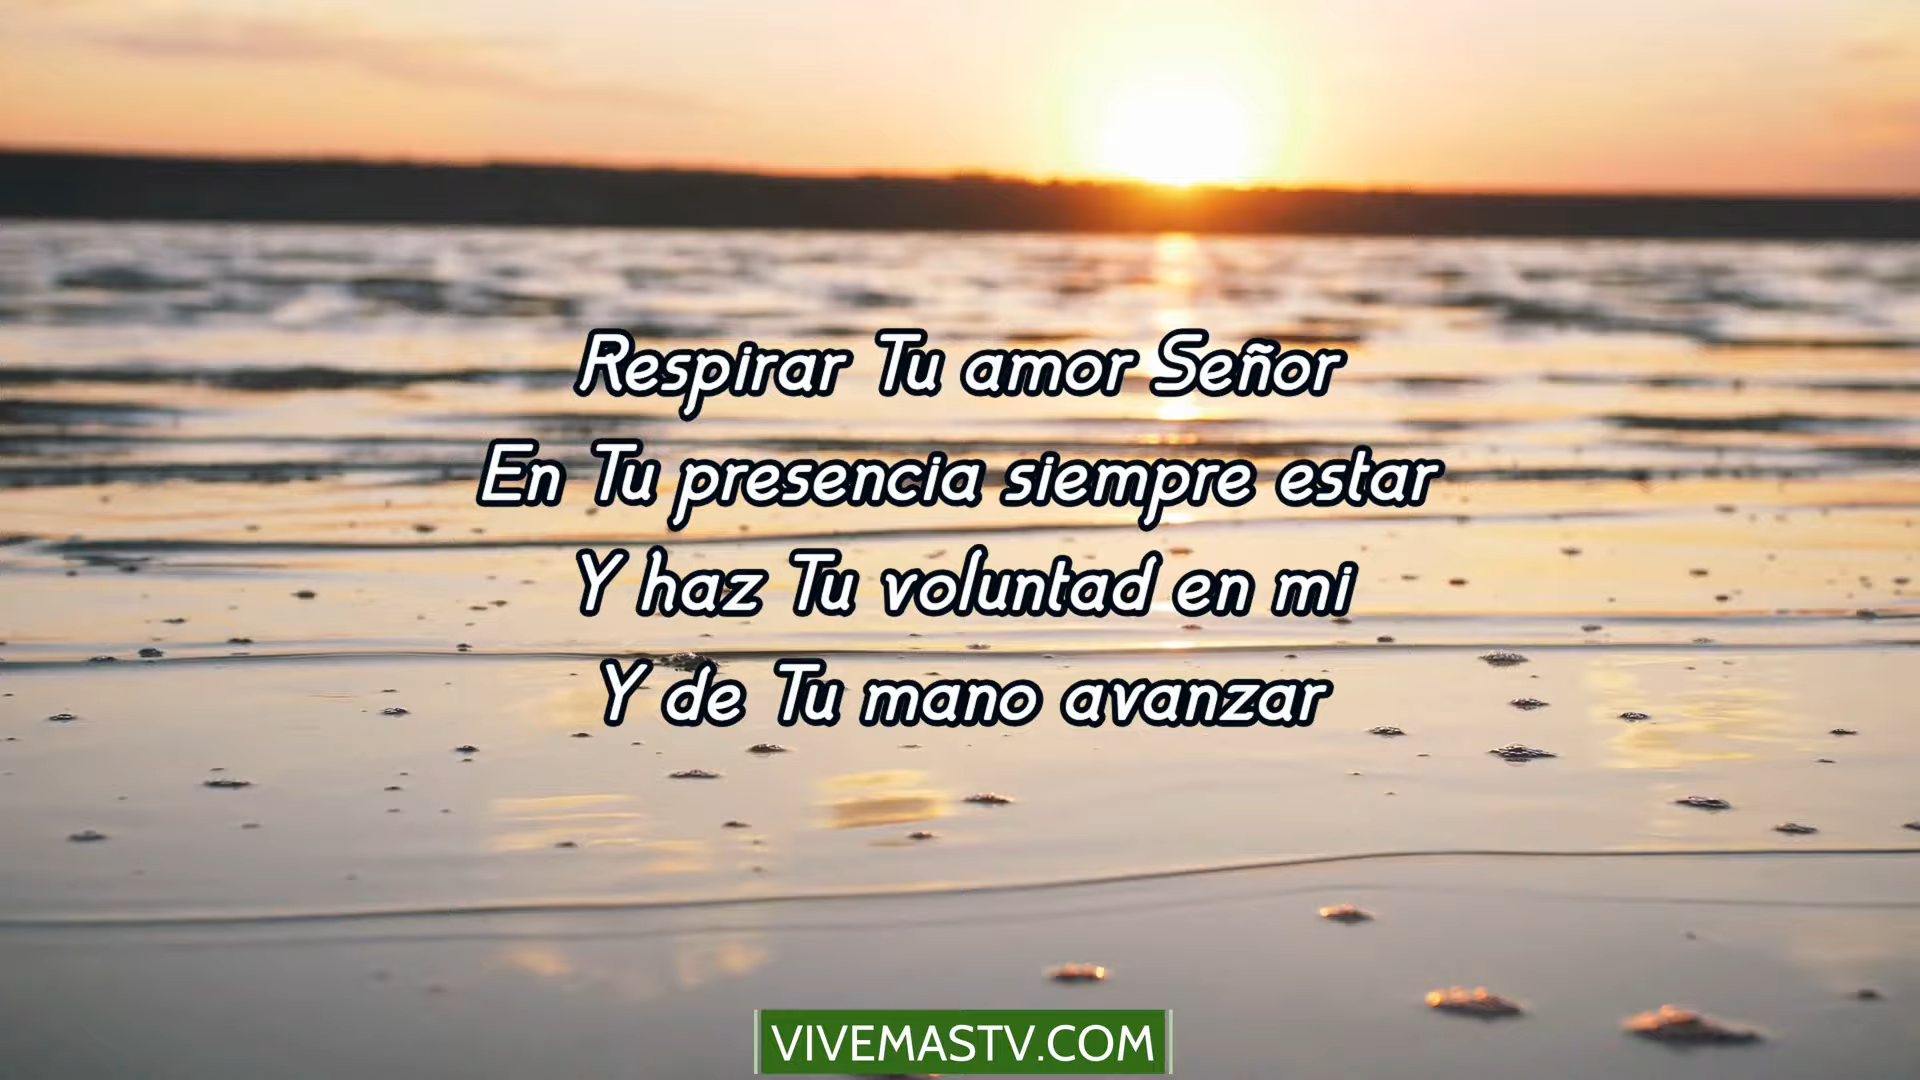 Respirar Tu amor Señor
En Tu presencia siempre estar
Y haz Tu voluntad en mi
Y de Tu mano avanzar
VIVEMASTV.COM